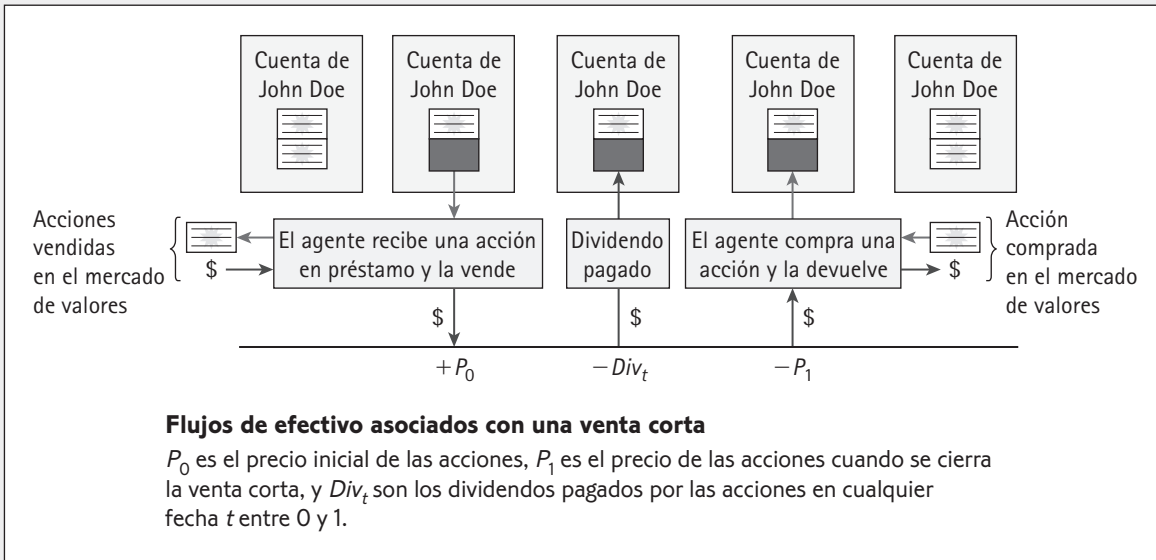 Cuenta de
John Doe
Cuenta de
John Doe
Cuenta de
John Doe
Cuenta de
John Doe
Cuenta de
John Doe
Acciones
vendidas
en el mercado
de valores
$
El agente recibe una acción
en préstamo y la vende
Dividendo
pagado
El agente compra una
acción y la devuelve
$
Acción
comprada
en el mercado
de valores
$
$
$
+P₀
−Divₜ
−P₁
Flujos de efectivo asociados con una venta corta
P₀ es el precio inicial de las acciones, P₁ es el precio de las acciones cuando se cierra
la venta corta, y Divₜ son los dividendos pagados por las acciones en cualquier
fecha t entre 0 y 1.